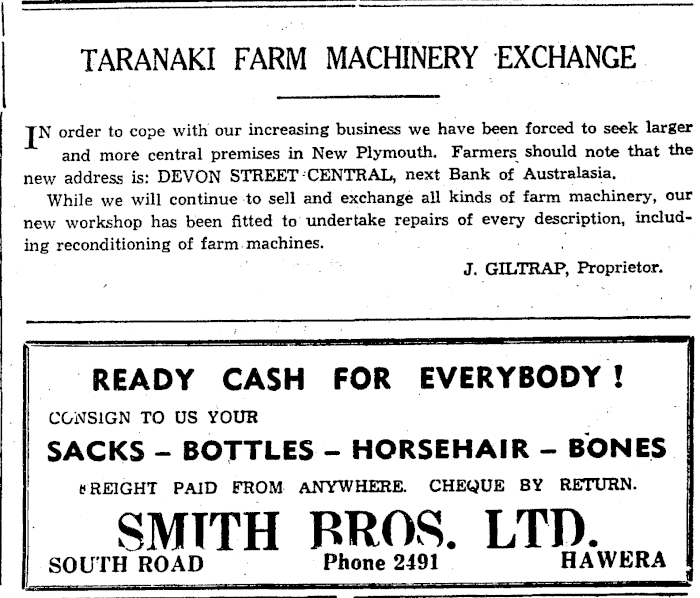 TARANAKI FARM MACHINERY EXCHANGE
IN order to cope with our increasing business we have been forced to seek larger
and more central premises in New Plymouth. Farmers should note that the
new address is: DEVON STREET CENTRAL, next Bank of Australasia.
While we will continue to sell and exchange all kinds of farm machinery, our
new workshop has been fitted to undertake repairs of every description, includ-
ing reconditioning of farm machines.
J. GILTRAP, Proprietor.
READY CASH FOR EVERYBODY !
CONSIGN TO US YOUR
SACKS – BOTTLES – HORSEHAIR – BONES
FREIGHT PAID FROM ANYWHERE. CHEQUE BY RETURN.
SMITH BROS. LTD.
SOUTH ROAD Phone 2491 HAWERA